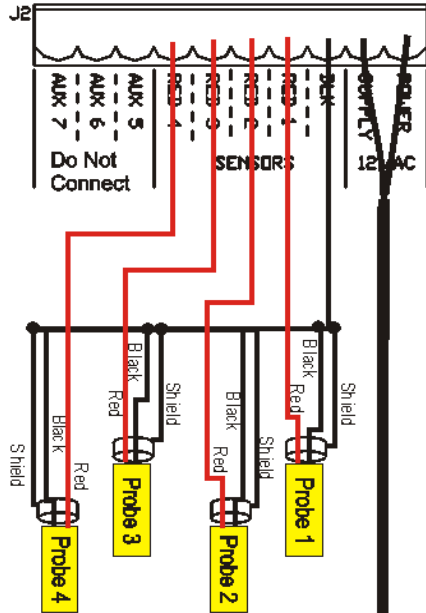 J2
AUX 7
AUX 6
AUX 5
RED 4
RED 3
RED 2
RED 1
BLK
SUPPLY
POWER
Do Not
Connect
SENSORS
12 AC
Black
Shield
Red
Black
Red
Shield
Black
Red
Shield
Black
Red
Shield
Probe 4
Probe 3
Probe 2
Probe 1